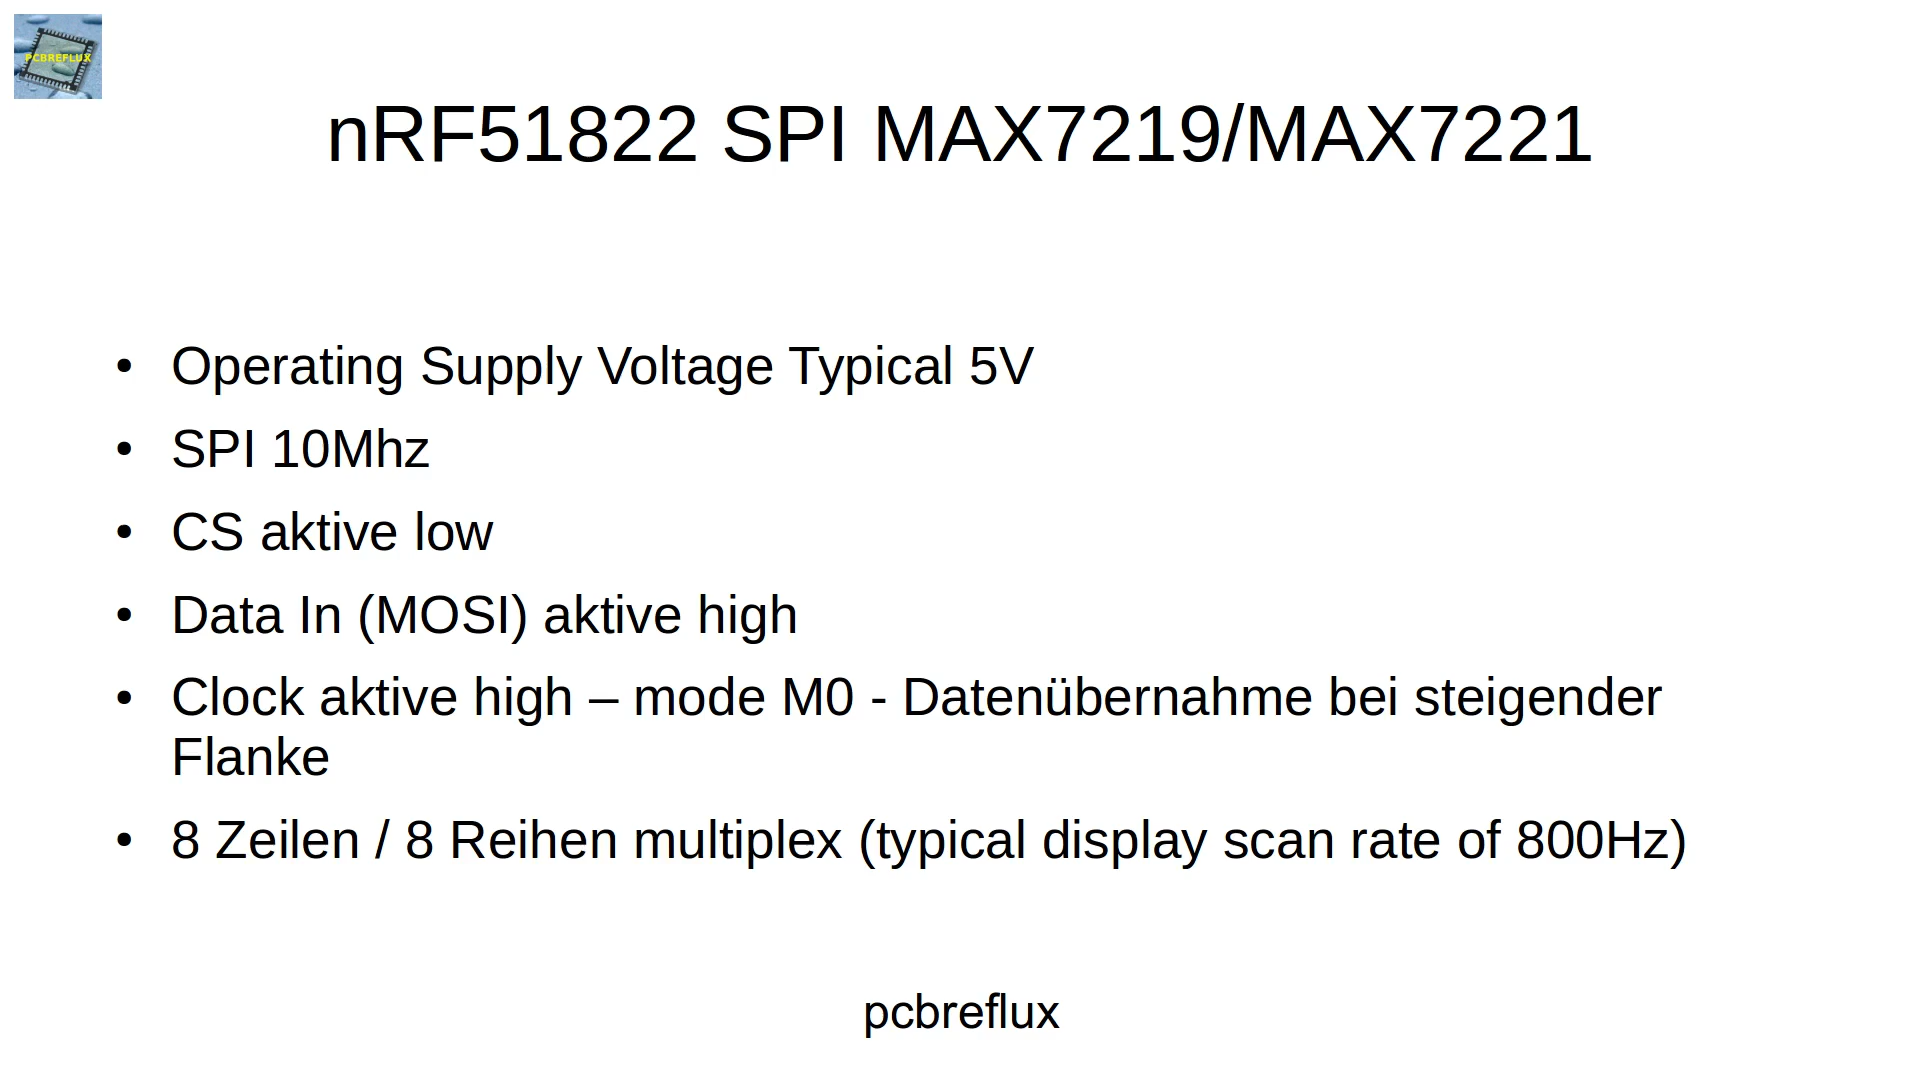 PCBREFLUX
nRF51822 SPI MAX7219/MAX7221
• Operating Supply Voltage Typical 5V
• SPI 10Mhz
• CS aktive low
• Data In (MOSI) aktive high
• Clock aktive high – mode M0 - Datenübernahme bei steigender
Flanke
• 8 Zeilen / 8 Reihen multiplex (typical display scan rate of 800Hz)
pcbreflux